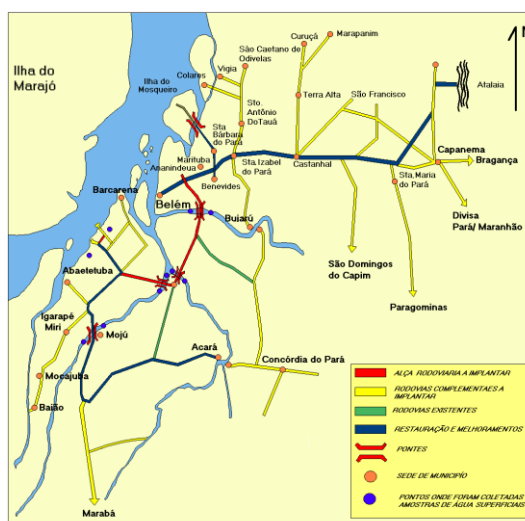 Ilha do
Marajó
Curuçá
Marapanim
São Caetano de
Odivelas
Vigia
Colares
Ilha do
Mosqueiro
Sto.
Antônio
DoTauá
Terra Alta
São Francisco
Atalaia
Sta
Bárbara
do Pará
Marituba
Ananindeua
Benevides
Sta. Izabel
do Pará
Castanhal
Capanema
Bragança
Sta. Maria
do Pará
Divisa
Pará/ Maranhão
Barcarena
Belém
Bujarú
São Domingos
do Capim
Paragominas
Abaeteluba
Igarapé
Miri
Mojú
Acará
Concórdia do Pará
Mocajuba
Baião
Marabá
ALÇA RODOVIARIA A IMPLANTAR
RODOVIAS COMPLEMENTAES A
IMPLANTAR
RODOVIAS EXISTENTES
RESTAURAÇÃO E MELHORAMENTOS
PONTES
SEDE DE MUNICIPÍO
PONTOS ONDE FORAM COLETADAS
AMOSTRAS DE ÁGUA SUPERFICIAIS